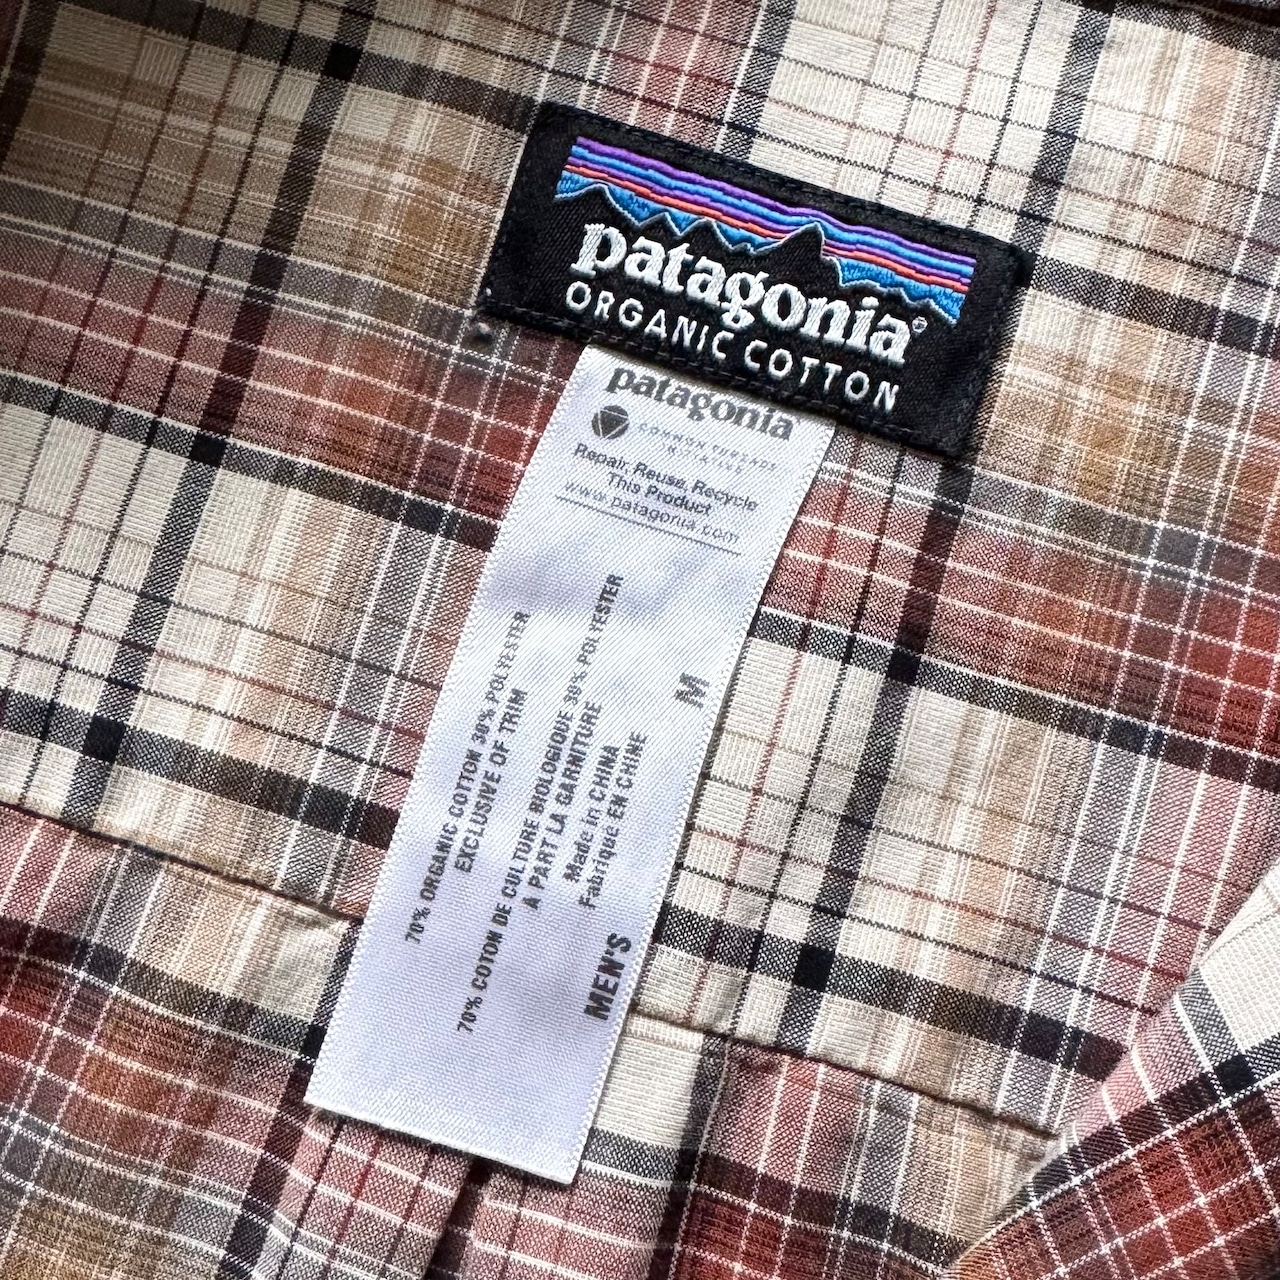 patagonia®
ORGANIC COTTON
patagonia
COMMON THREADS
INITIATIVE
Repair, Reuse, Recycle
This Product
www.patagonia.com
70% ORGANIC COTTON 30% POLYESTER
EXCLUSIVE OF TRIM
70% COTON DE CULTURE BIOLOGIQUE 30% POLYESTER
À PART LA GARNITURE
Made in CHINA
Fabriqué EN CHINE
MEN'S
M